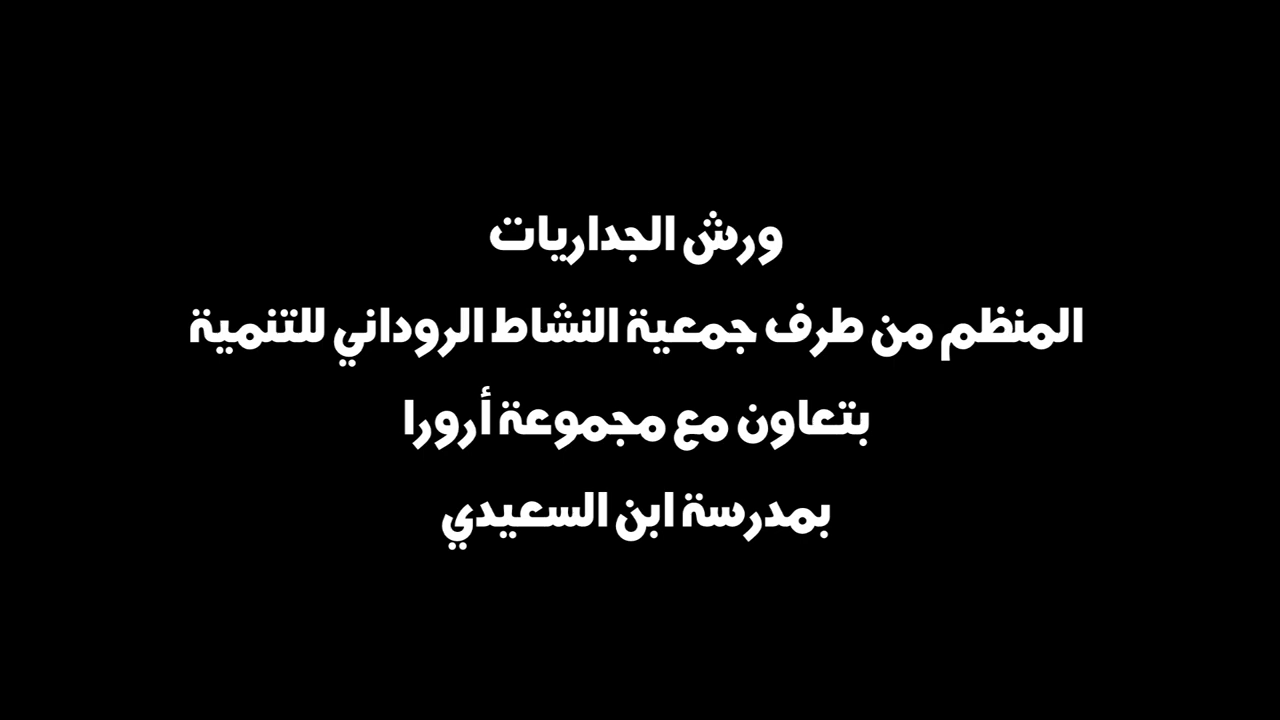 ورش الجداريات
المنظم من طرف جمعية النشاط الروداني للتنمية
بتعاون مع مجموعة أرورا
بمدرسة ابن السعيدي